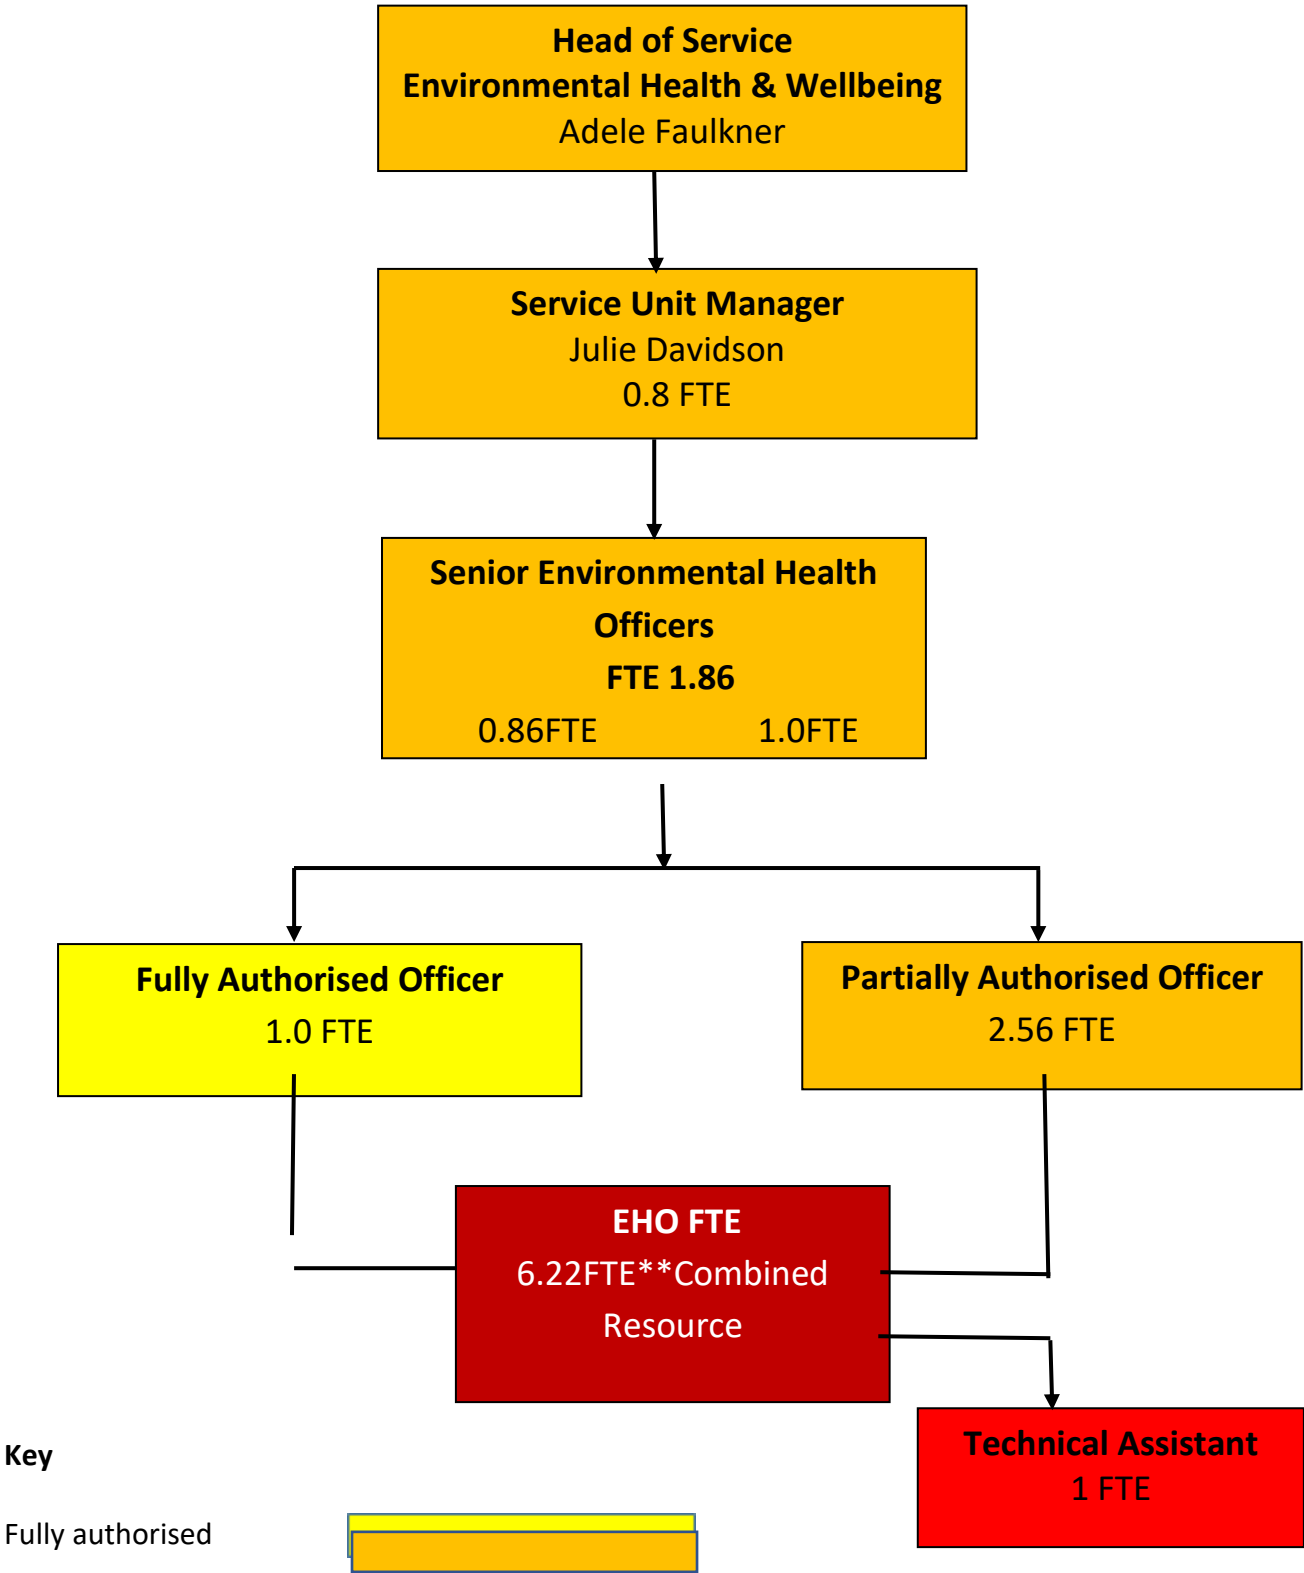 Head of Service
Environmental Health & Wellbeing
Adele Faulkner
Service Unit Manager
Julie Davidson
0.8 FTE
Senior Environmental Health
Officers
FTE 1.86
0.86FTE 1.0FTE
Fully Authorised Officer
1.0 FTE
Partially Authorised Officer
2.56 FTE
EHO FTE
6.22FTE**Combined
Resource
Technical Assistant
1 FTE
Key
Fully authorised